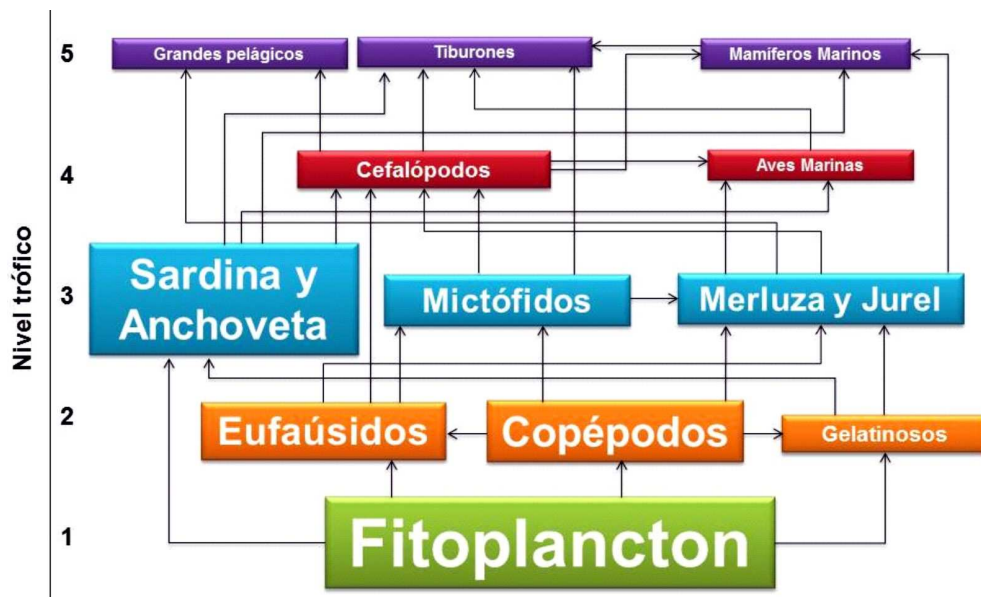 Nivel trófico
5
Grandes pelágicos
Tiburones
Mamíferos Marinos
4
Cefalópodos
Aves Marinas
3
Sardina y
Anchoveta
Mictófidos
Merluza y Jurel
2
Eufaúsidos
Copépodos
Gelatinosos
1
Fitoplancton